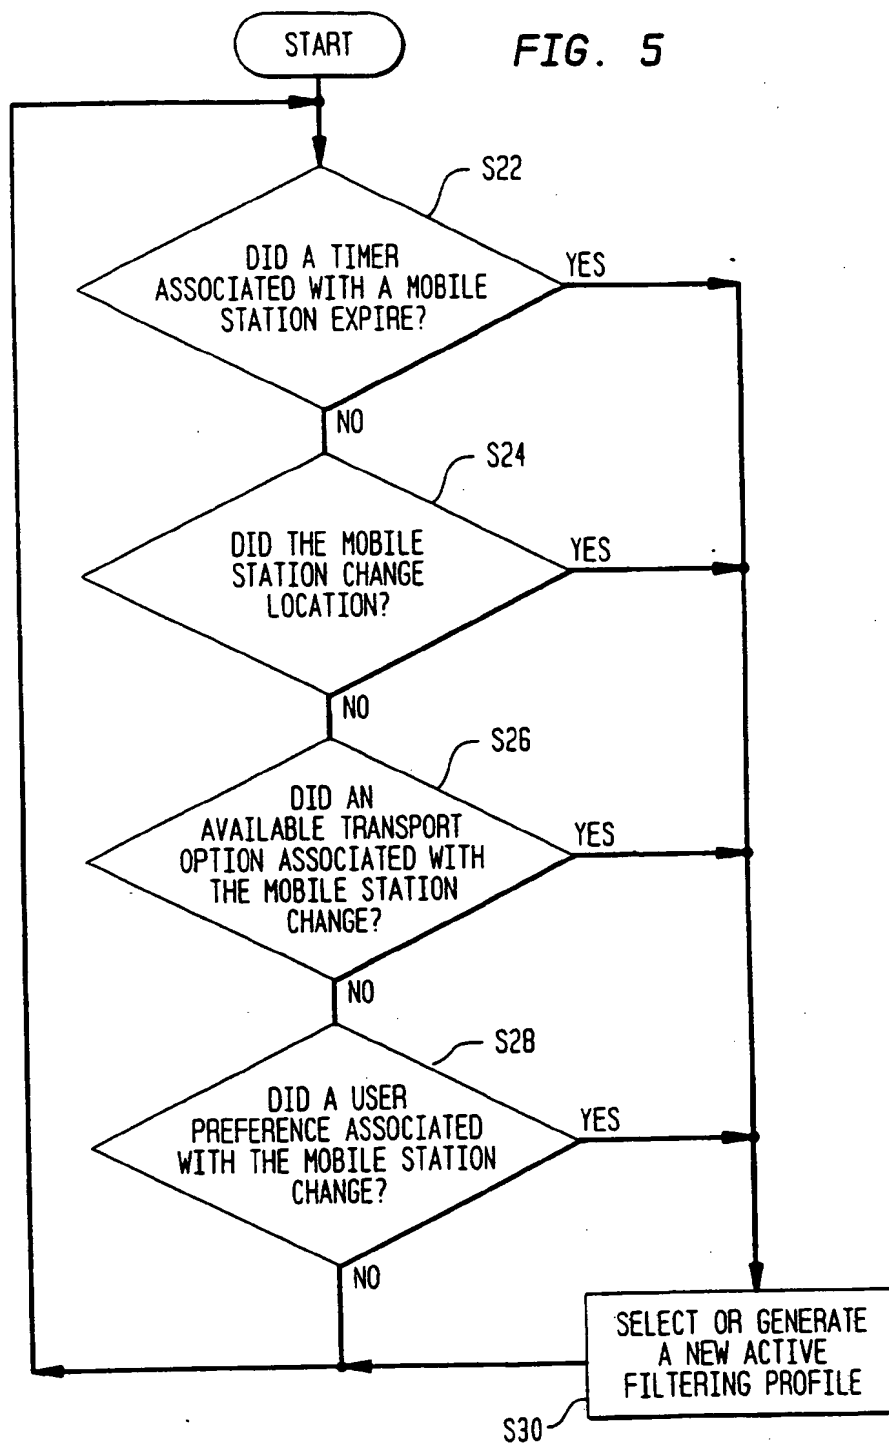 START
FIG. 5
S22
DID A TIMER
ASSOCIATED WITH A MOBILE
STATION EXPIRE?
YES
NO
S24
DID THE MOBILE
STATION CHANGE
LOCATION?
YES
NO
S26
DID AN
AVAILABLE TRANSPORT
OPTION ASSOCIATED WITH
THE MOBILE STATION
CHANGE?
YES
NO
S28
DID A USER
PREFERENCE ASSOCIATED
WITH THE MOBILE STATION
CHANGE?
YES
NO
SELECT OR GENERATE
A NEW ACTIVE
FILTERING PROFILE
S30